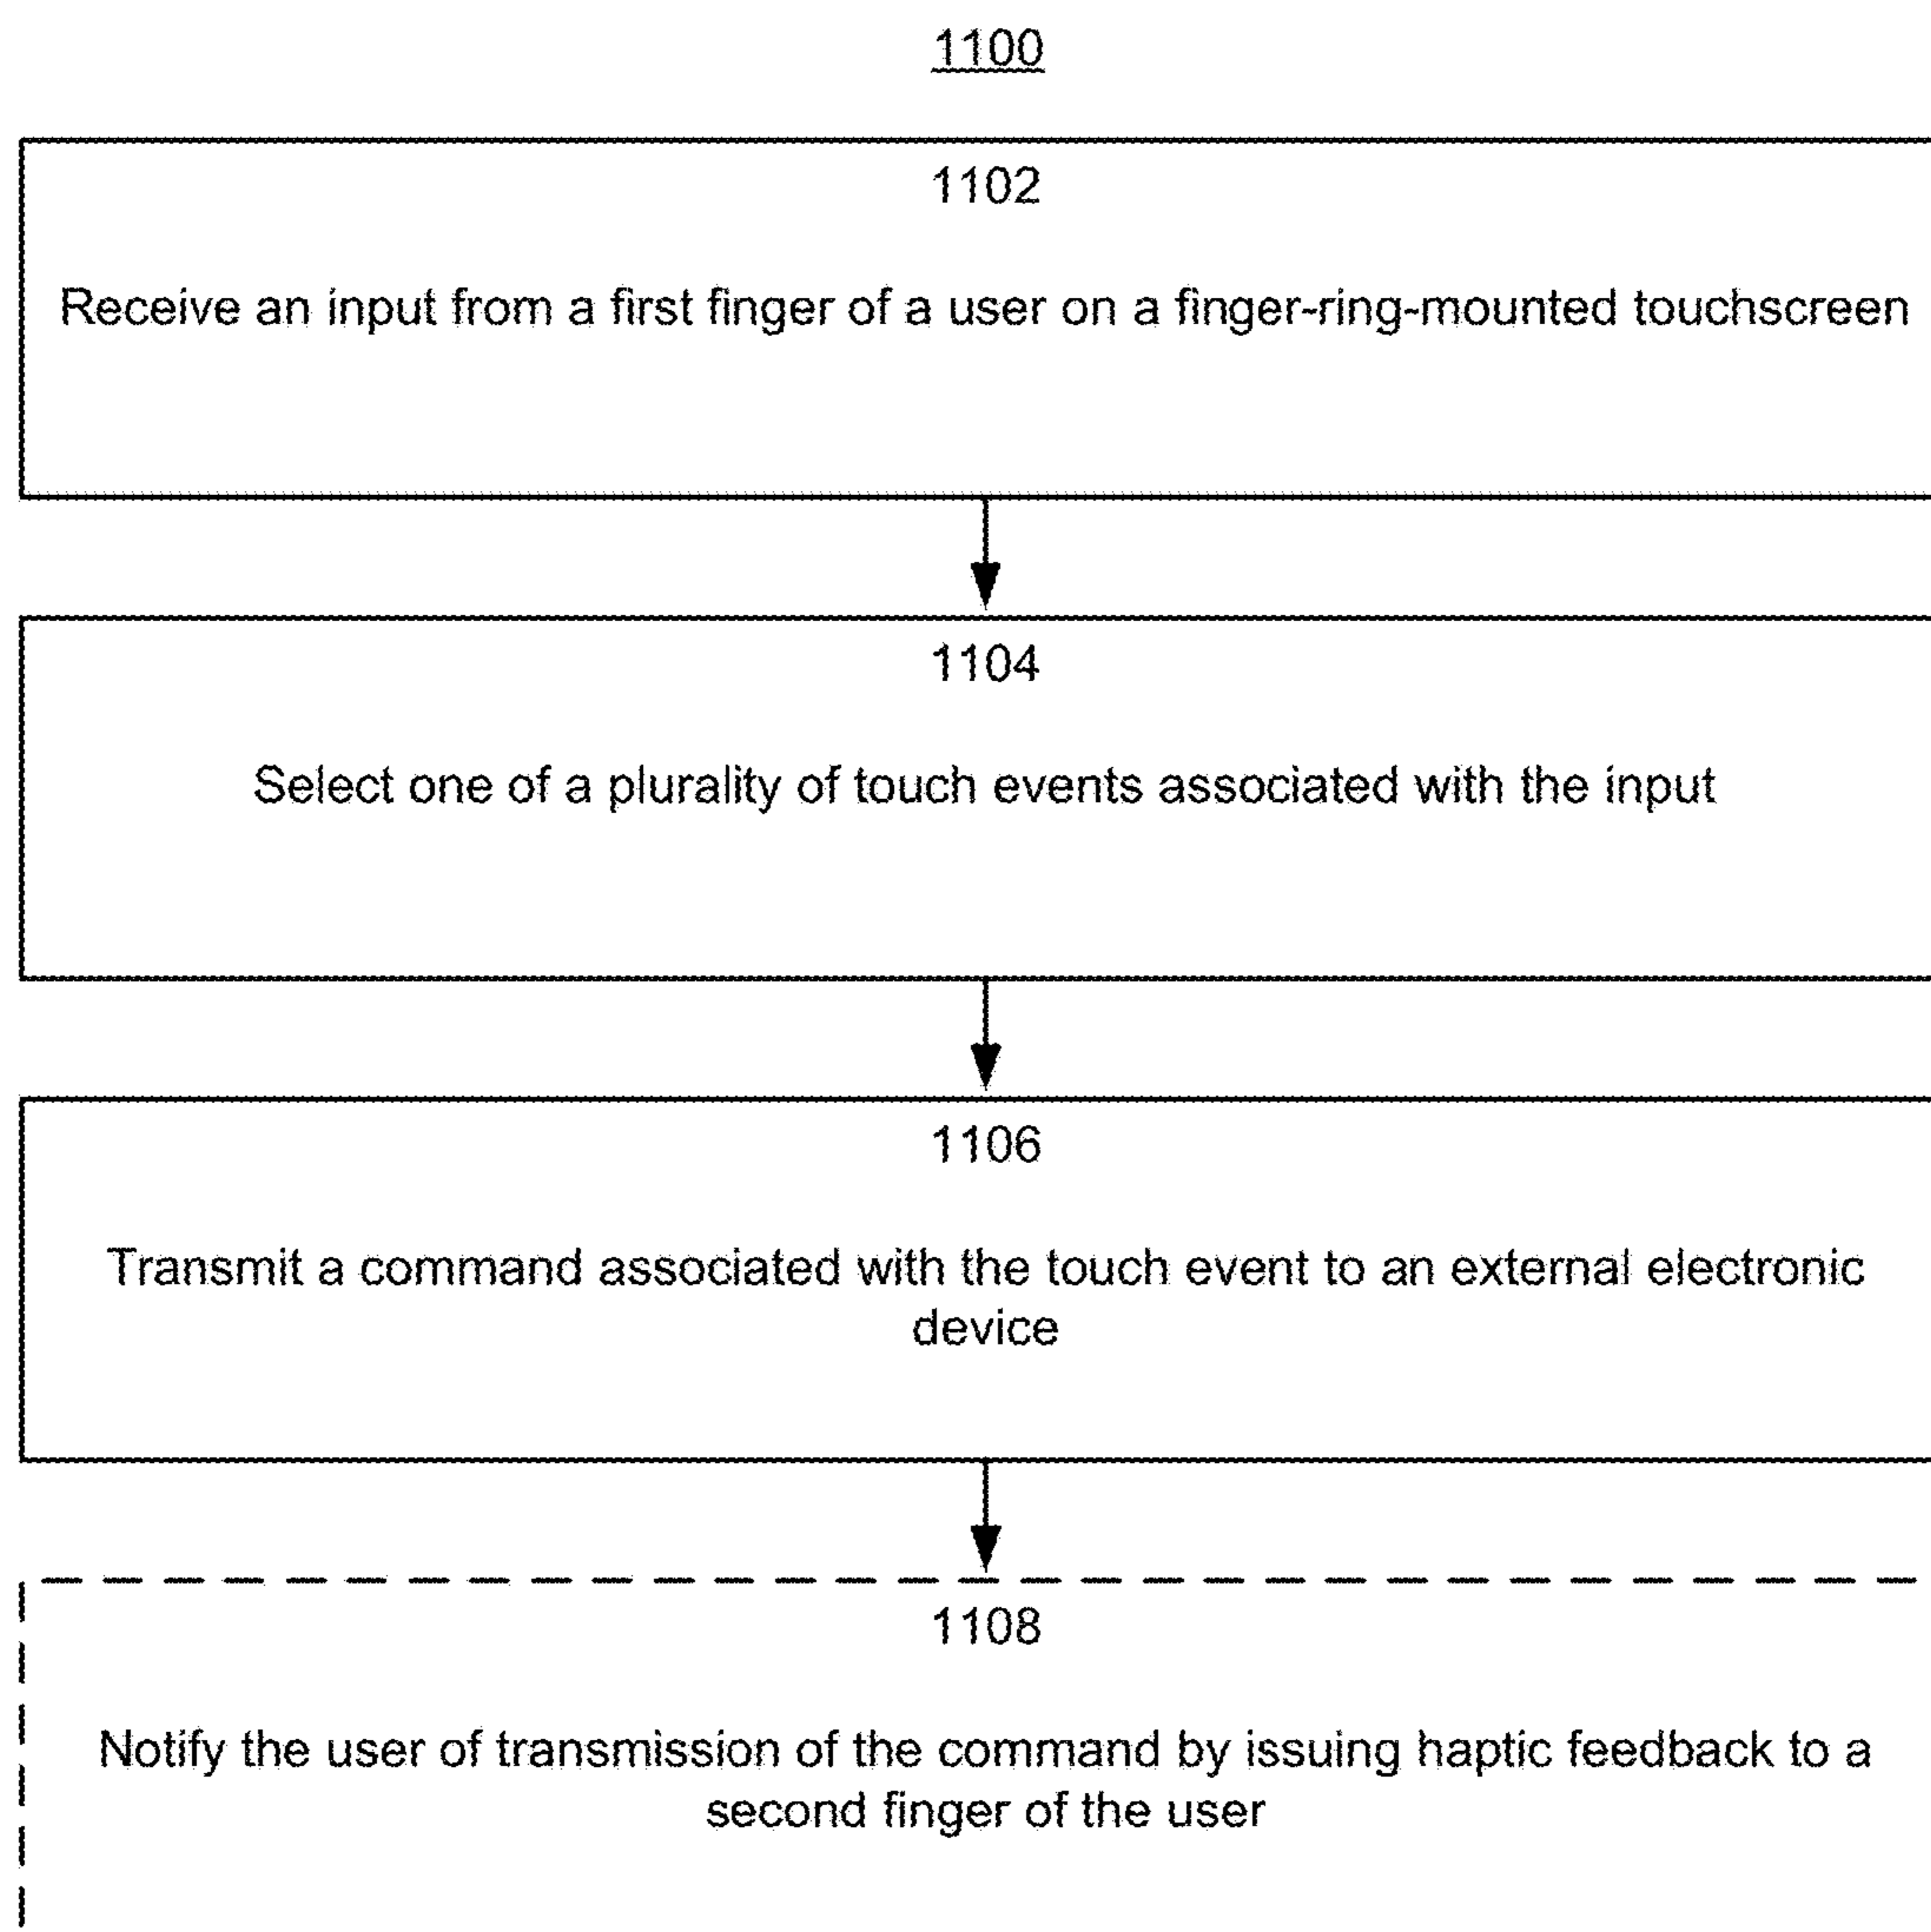 1100
1102
Receive an input from a first finger of a user on a finger-ring-mounted touchscreen
1104
Select one of a plurality of touch events associated with the input
1106
Transmit a command associated with the touch event to an external electronic
device
1108
Notify the user of transmission of the command by issuing haptic feedback to a
second finger of the user